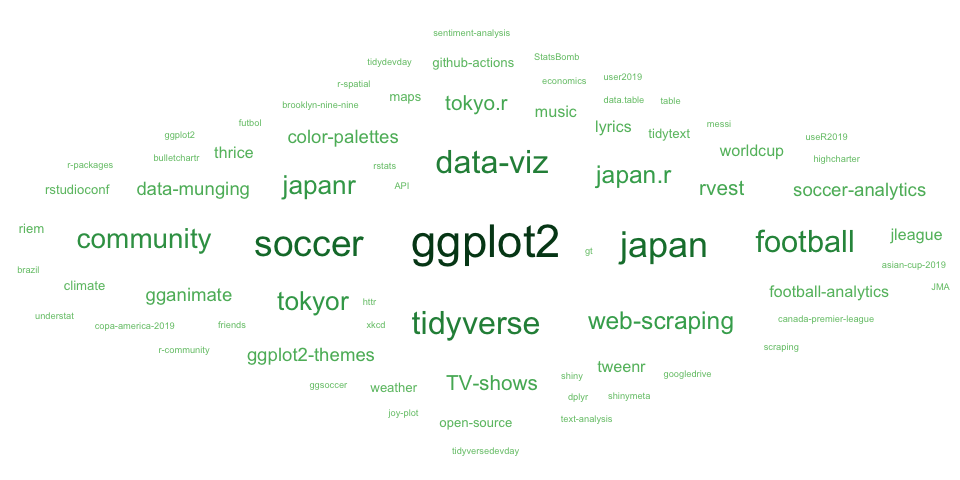 sentiment-analysis
tidydevday
github-actions
StatsBomb
r-spatial
economics
user2019
brooklyn-nine-nine
maps
tokyo.r
music
data.table
table
futbol
ggplot2
color-palettes
lyrics
tidytext
messi
useR2019
r-packages
bulletchartr
thrice
rstats
data-viz
worldcup
highcharter
rstudioconf
data-munging
japanr
API
japan.r
rvest
soccer-analytics
riem
community
soccer
ggplot2
gt
japan
football
jleague
brazil
asian-cup-2019
climate
gganimate
tokyor
httr
football-analytics
JMA
understat
copa-america-2019
friends
xkcd
tidyverse
web-scraping
canada-premier-league
r-community
ggplot2-themes
scraping
ggsoccer
weather
TV-shows
shiny
tweenr
googledrive
dplyr
shinymeta
joy-plot
open-source
text-analysis
tidyversedevday